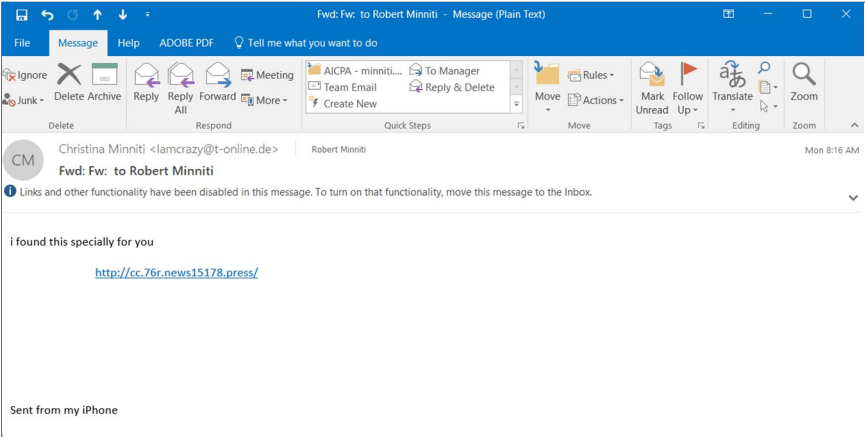 Fwd: Fw: to Robert Minniti - Message (Plain Text)
File Message Help ADOBE PDF Tell me what you want to do
Ignore
Junk
Delete Archive
Delete
Reply Reply All Forward
Meeting
More
Respond
AICPA - minniti.... To Manager
Team Email Reply & Delete
Create New
Quick Steps
Move
Rules
Actions
Move
Mark Unread Follow Up
Tags
Translate
Editing
Zoom
Zoom
CM
Christina Minniti <lamcrazy@t-online.de> Robert Minniti Mon 8:16 AM
Fwd: Fw: to Robert Minniti
Links and other functionality have been disabled in this message. To turn on that functionality, move this message to the Inbox.
i found this specially for you
http://cc.76r.news15178.press/
Sent from my iPhone